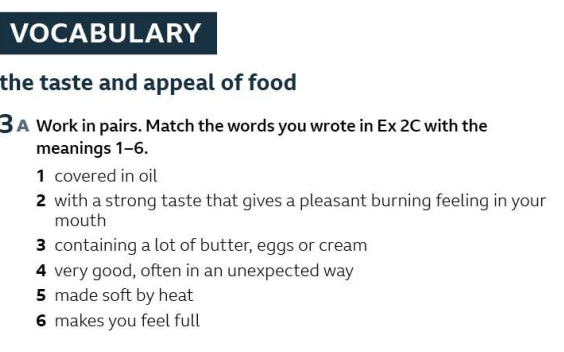 VOCABULARY
the taste and appeal of food
3 A Work in pairs. Match the words you wrote in Ex 2C with the
meanings 1–6.
1 covered in oil
2 with a strong taste that gives a pleasant burning feeling in your
mouth
3 containing a lot of butter, eggs or cream
4 very good, often in an unexpected way
5 made soft by heat
6 makes you feel full